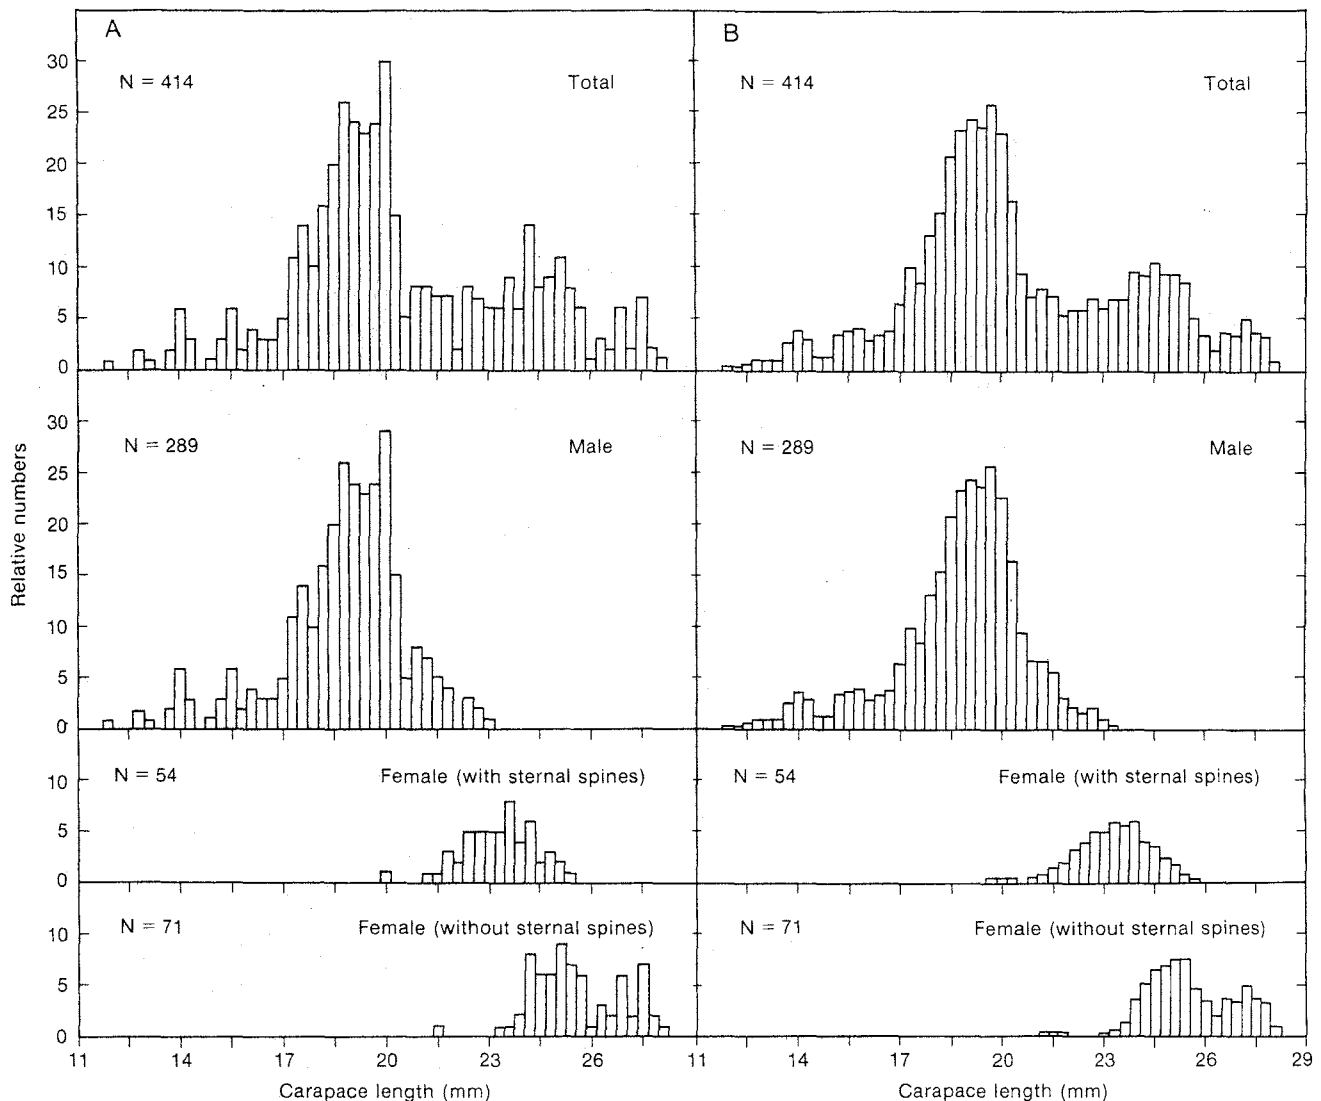 A
N = 414
Total
30
25
20
15
10
5
0
B
N = 414
Total
N = 289
Male
30
25
20
15
10
5
0
N = 289
Male
Relative numbers
N = 54
Female (with sternal spines)
10
5
0
N = 54
Female (with sternal spines)
N = 71
Female (without sternal spines)
10
5
0
N = 71
Female (without sternal spines)
11 14 17 20 23 26 11 14 17 20 23 26 29
Carapace length (mm)
Carapace length (mm)